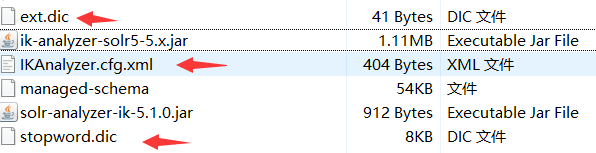 ext.dic 41 Bytes DIC 文件
ik-analyzer-solr5-5.x.jar 1.11MB Executable Jar File
IKAnalyzer.cfg.xml 404 Bytes XML 文件
managed-schema 54KB 文件
solr-analyzer-ik-5.1.0.jar 912 Bytes Executable Jar File
stopword.dic 8KB DIC 文件